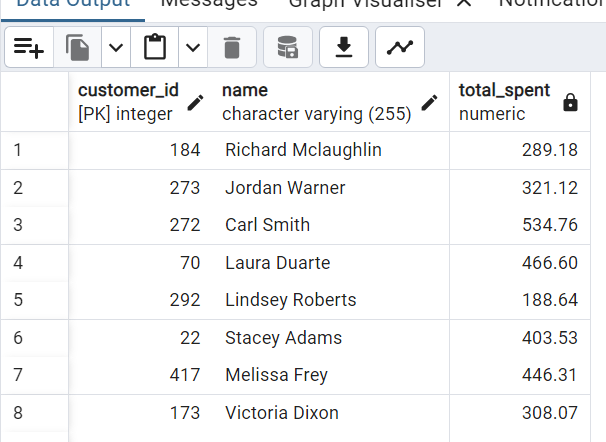 Data Output Messages Graph Visualiser Notification
customer_id name total_spent
[PK] integer character varying (255) numeric
1 184 Richard Mclaughlin 289.18
2 273 Jordan Warner 321.12
3 272 Carl Smith 534.76
4 70 Laura Duarte 466.60
5 292 Lindsey Roberts 188.64
6 22 Stacey Adams 403.53
7 417 Melissa Frey 446.31
8 173 Victoria Dixon 308.07